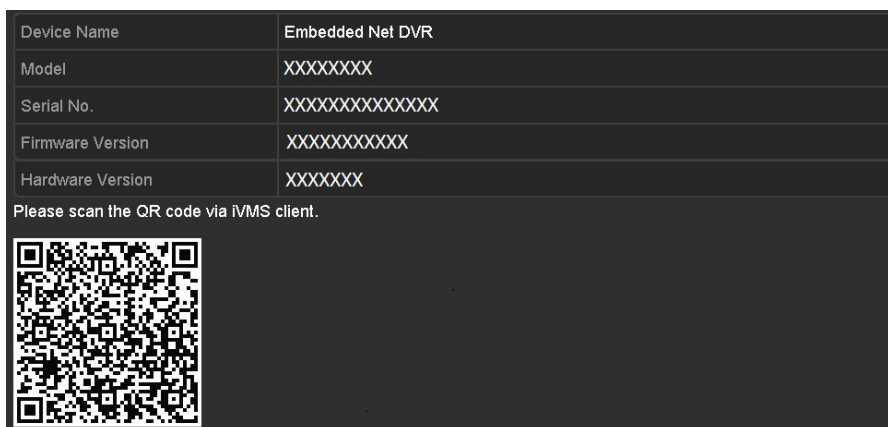 Device Name Embedded Net DVR
Model XXXXXXXX
Serial No. XXXXXXXXXXXXXX
Firmware Version XXXXXXXXXXX
Hardware Version XXXXXXX
Please scan the QR code via iVMS client.